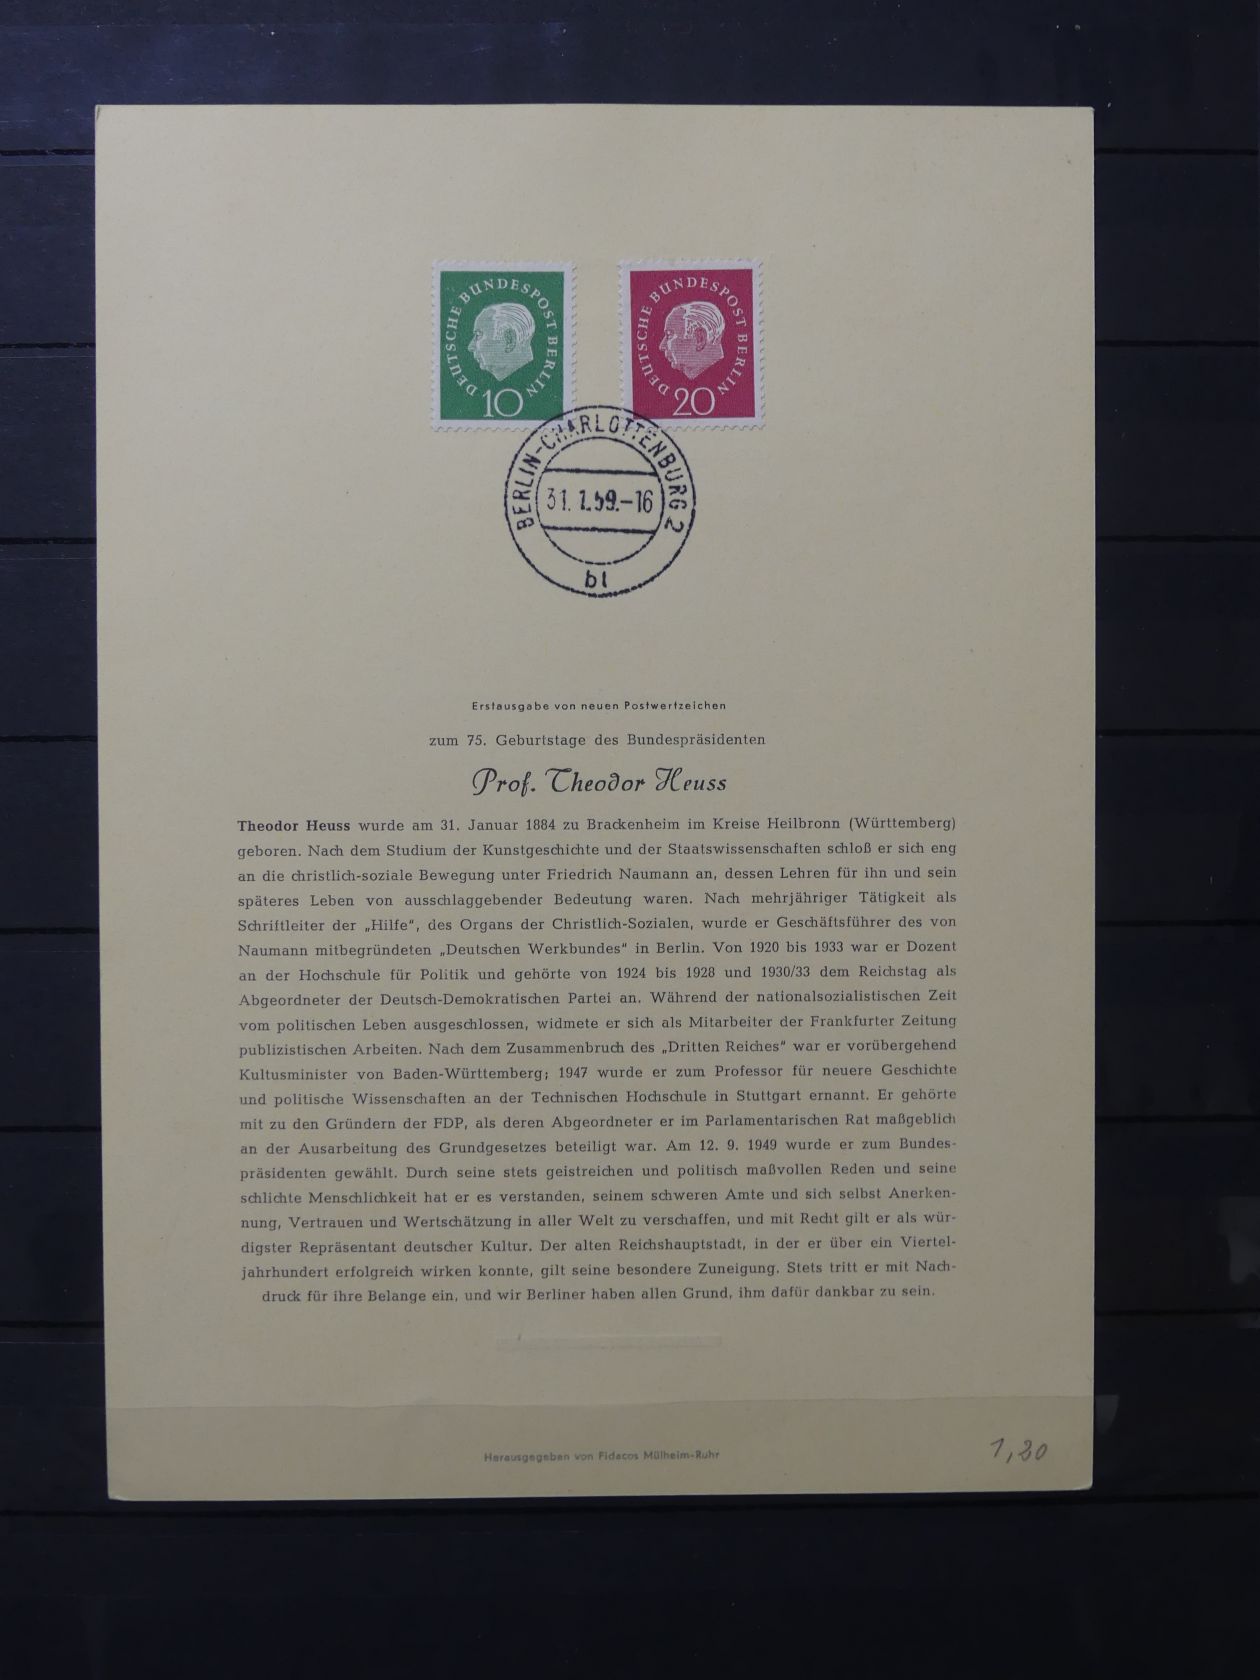 DEUTSCHE BUNDESPOST BERLIN
10
DEUTSCHE BUNDESPOST BERLIN
20
BERLIN-CHARLOTTENBURG 2
31.1.59.-16
bl
Erstausgabe von neuen Postwertzeichen
zum 75. Geburtstage des Bundespräsidenten
Prof. Theodor Heuss
Theodor Heuss wurde am 31. Januar 1884 zu Brackenheim im Kreise Heilbronn (Württemberg)
geboren. Nach dem Studium der Kunstgeschichte und der Staatswissenschaften schloß er sich eng
an die christlich-soziale Bewegung unter Friedrich Naumann an, dessen Lehren für ihn und sein
späteres Leben von ausschlaggebender Bedeutung waren. Nach mehrjähriger Tätigkeit als
Schriftleiter der „Hilfe“, des Organs der Christlich-Sozialen, wurde er Geschäftsführer des von
Naumann mitbegründeten „Deutschen Werkbundes“ in Berlin. Von 1920 bis 1933 war er Dozent
an der Hochschule für Politik und gehörte von 1924 bis 1928 und 1930/33 dem Reichstag als
Abgeordneter der Deutsch-Demokratischen Partei an. Während der nationalsozialistischen Zeit
vom politischen Leben ausgeschlossen, widmete er sich als Mitarbeiter der Frankfurter Zeitung
publizistischen Arbeiten. Nach dem Zusammenbruch des „Dritten Reiches“ war er vorübergehend
Kultusminister von Baden-Württemberg; 1947 wurde er zum Professor für neuere Geschichte
und politische Wissenschaften an der Technischen Hochschule in Stuttgart ernannt. Er gehörte
mit zu den Gründern der FDP, als deren Abgeordneter er im Parlamentarischen Rat maßgeblich
an der Ausarbeitung des Grundgesetzes beteiligt war. Am 12. 9. 1949 wurde er zum Bundes-
präsidenten gewählt. Durch seine stets geistreichen und politisch maßvollen Reden und seine
schlichte Menschlichkeit hat er es verstanden, seinem schweren Amte und sich selbst Anerken-
nung, Vertrauen und Wertschätzung in aller Welt zu verschaffen, und mit Recht gilt er als wür-
digster Repräsentant deutscher Kultur. Der alten Reichshauptstadt, in der er über ein Viertel-
jahrhundert erfolgreich wirken konnte, gilt seine besondere Zuneigung. Stets tritt er mit Nach-
druck für ihre Belange ein, und wir Berliner haben allen Grund, ihm dafür dankbar zu sein.
Herausgegeben von Fidacos Mülheim-Ruhr
1,20